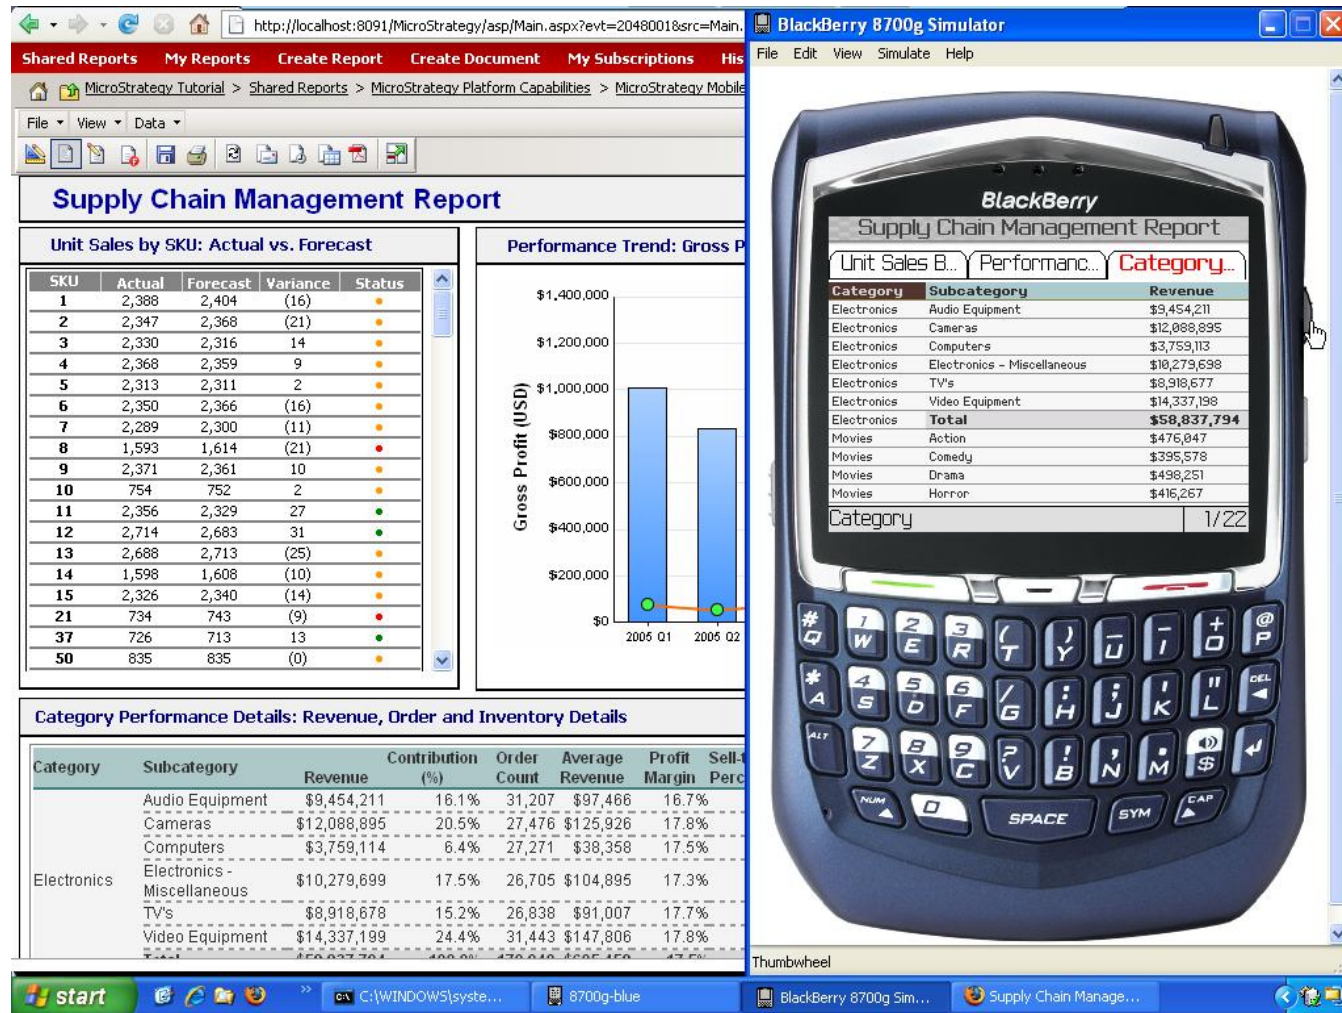 http://localhost:8091/MicroStrategy/asp/Main.aspx?evt=2048001&src=Main.
Shared Reports My Reports Create Report Create Document My Subscriptions His
MicroStrategy Tutorial > Shared Reports > MicroStrategy Platform Capabilities > MicroStrategy Mobile
File View Data
Supply Chain Management Report
Unit Sales by SKU: Actual vs. Forecast
SKU Actual Forecast Variance Status
1 2,388 2,404 (16)
2 2,347 2,368 (21)
3 2,330 2,316 14
4 2,368 2,359 9
5 2,313 2,311 2
6 2,350 2,366 (16)
7 2,289 2,300 (11)
8 1,593 1,614 (21)
9 2,371 2,361 10
10 754 752 2
11 2,356 2,329 27
12 2,714 2,683 31
13 2,688 2,713 (25)
14 1,598 1,608 (10)
15 2,326 2,340 (14)
21 734 743 (9)
37 726 713 13
50 835 835 (0)
Performance Trend: Gross P
Gross Profit (USD)
$1,400,000
$1,200,000
$1,000,000
$800,000
$600,000
$400,000
$200,000
$0
2005 Q1 2005 Q2
Category Performance Details: Revenue, Order and Inventory Details
Category Subcategory Revenue Contribution (%) Order Count Average Revenue Profit Margin Sell-t Perc
Electronics
Audio Equipment $9,454,211 16.1% 31,207 $97,466 16.7%
Cameras $12,088,895 20.5% 27,476 $125,926 17.8%
Computers $3,759,114 6.4% 27,271 $38,358 17.5%
Electronics - Miscellaneous $10,279,699 17.5% 26,705 $104,895 17.3%
TV's $8,918,678 15.2% 26,838 $91,007 17.7%
Video Equipment $14,337,199 24.4% 31,443 $147,806 17.8%
BlackBerry 8700g Simulator
File Edit View Simulate Help
BlackBerry
Supply Chain Management Report
Unit Sales B... Performanc... Category...
Category Subcategory Revenue
Electronics Audio Equipment $9,454,211
Electronics Cameras $12,088,895
Electronics Computers $3,759,113
Electronics Electronics - Miscellaneous $10,279,698
Electronics TV's $8,918,677
Electronics Video Equipment $14,337,198
Electronics Total $58,837,794
Movies Action $476,047
Movies Comedy $395,578
Movies Drama $498,251
Movies Horror $416,267
Category 1/22
# Q 1 W 2 E 3 R ( T ) Y _ U - I + O @ P
* A 4 S 5 D 6 F / G : H ; J ' K " L DEL
ALT 7 Z 8 X 9 C ? V ! B , N . M $
NUM 0 SPACE SYM CAP
Thumbwheel
start C:\WINDOWS\syste... 8700g-blue BlackBerry 8700g Sim... Supply Chain Manage...